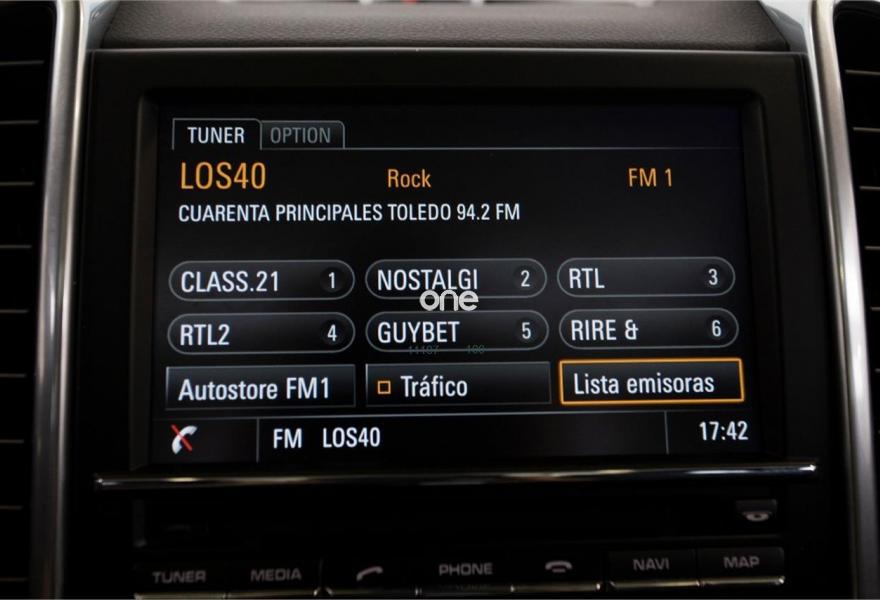 TUNER OPTION
LOS40 Rock FM 1
CUARENTA PRINCIPALES TOLEDO 94.2 FM
CLASS.21 1 NOSTALGI 2 RTL 3
one
RTL2 4 GUYBET 5 RIRE & 6
Autostore FM1 Tráfico Lista emisoras
FM LOS40 17:42
TUNER MEDIA PHONE NAVI MAP